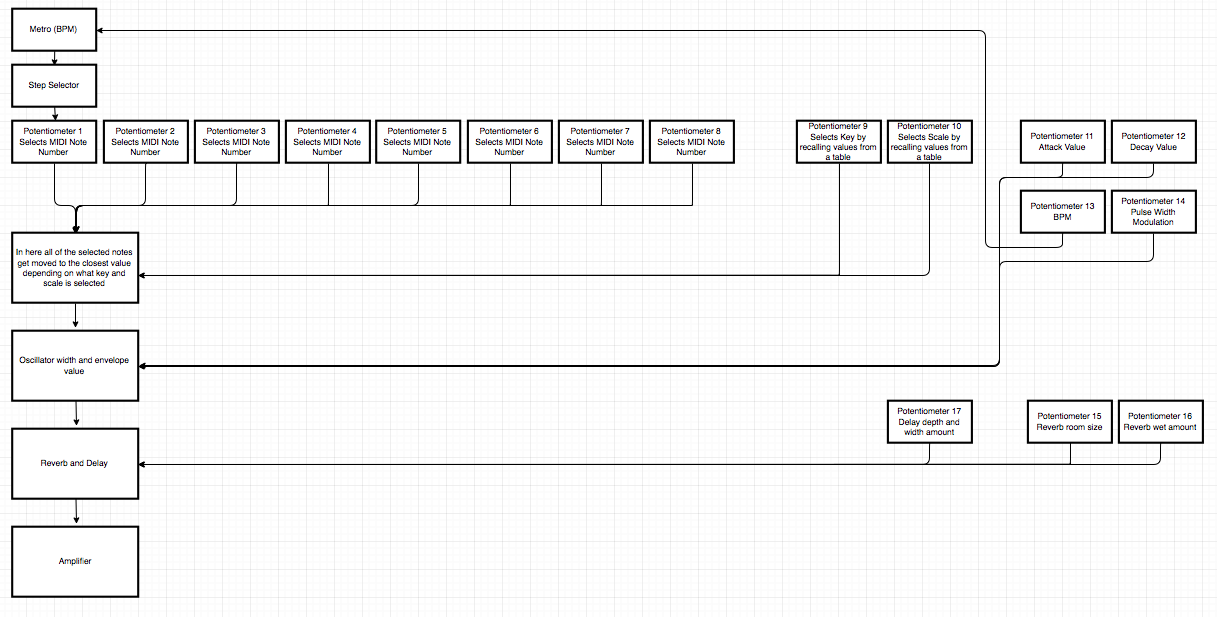 Metro (BPM)
Step Selector
Potentiometer 1
Selects MIDI Note
Number
Potentiometer 2
Selects MIDI Note
Number
Potentiometer 3
Selects MIDI Note
Number
Potentiometer 4
Selects MIDI Note
Number
Potentiometer 5
Selects MIDI Note
Number
Potentiometer 6
Selects MIDI Note
Number
Potentiometer 7
Selects MIDI Note
Number
Potentiometer 8
Selects MIDI Note
Number
Potentiometer 9
Selects Key by
recalling values from
a table
Potentiometer 10
Selects Scale by
recalling values from
a table
Potentiometer 11
Attack Value
Potentiometer 12
Decay Value
Potentiometer 13
BPM
Potentiometer 14
Pulse Width
Modulation
In here all of the selected notes
get moved to the closest value
depending on what key and
scale is selected
Oscillator width and envelope
value
Potentiometer 17
Delay depth and
width amount
Potentiometer 15
Reverb room size
Potentiometer 16
Reverb wet amount
Reverb and Delay
Amplifier